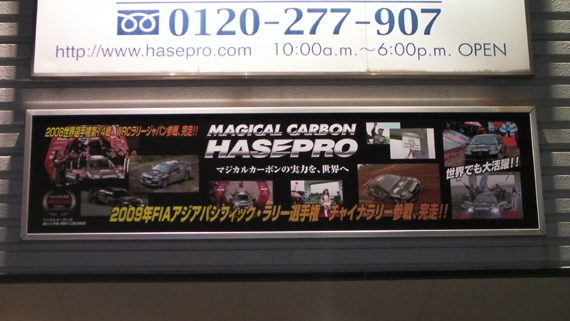 0120-277-907
http://www.hasepro.com 10:00a.m.～6:00p.m. OPEN
2008世界選手権第14戦、WRCラリージャパン参戦、完走!!
MAGICAL CARBON
HASEPRO
マジカルカーボンの実力を、世界へ
世界でも大活躍!!
2009年FIAアジアパシフィック・ラリー選手権 チャイナラリー参戦、完走!!